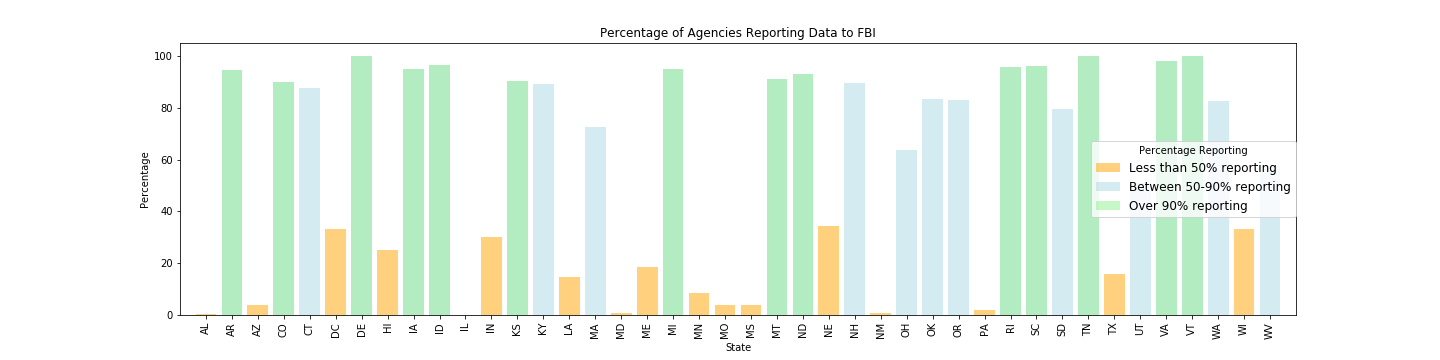 Percentage of Agencies Reporting Data to FBI
100
80
60
40
20
0
Percentage
Percentage Reporting
Less than 50% reporting
Between 50-90% reporting
Over 90% reporting
AL AR AZ CO CT DC DE HI IA ID IL IN KS KY LA MA MD ME MI MN MO MS MT ND NE NH NM OH OK OR PA RI SC SD TN TX UT VA VT WA WI WV
State